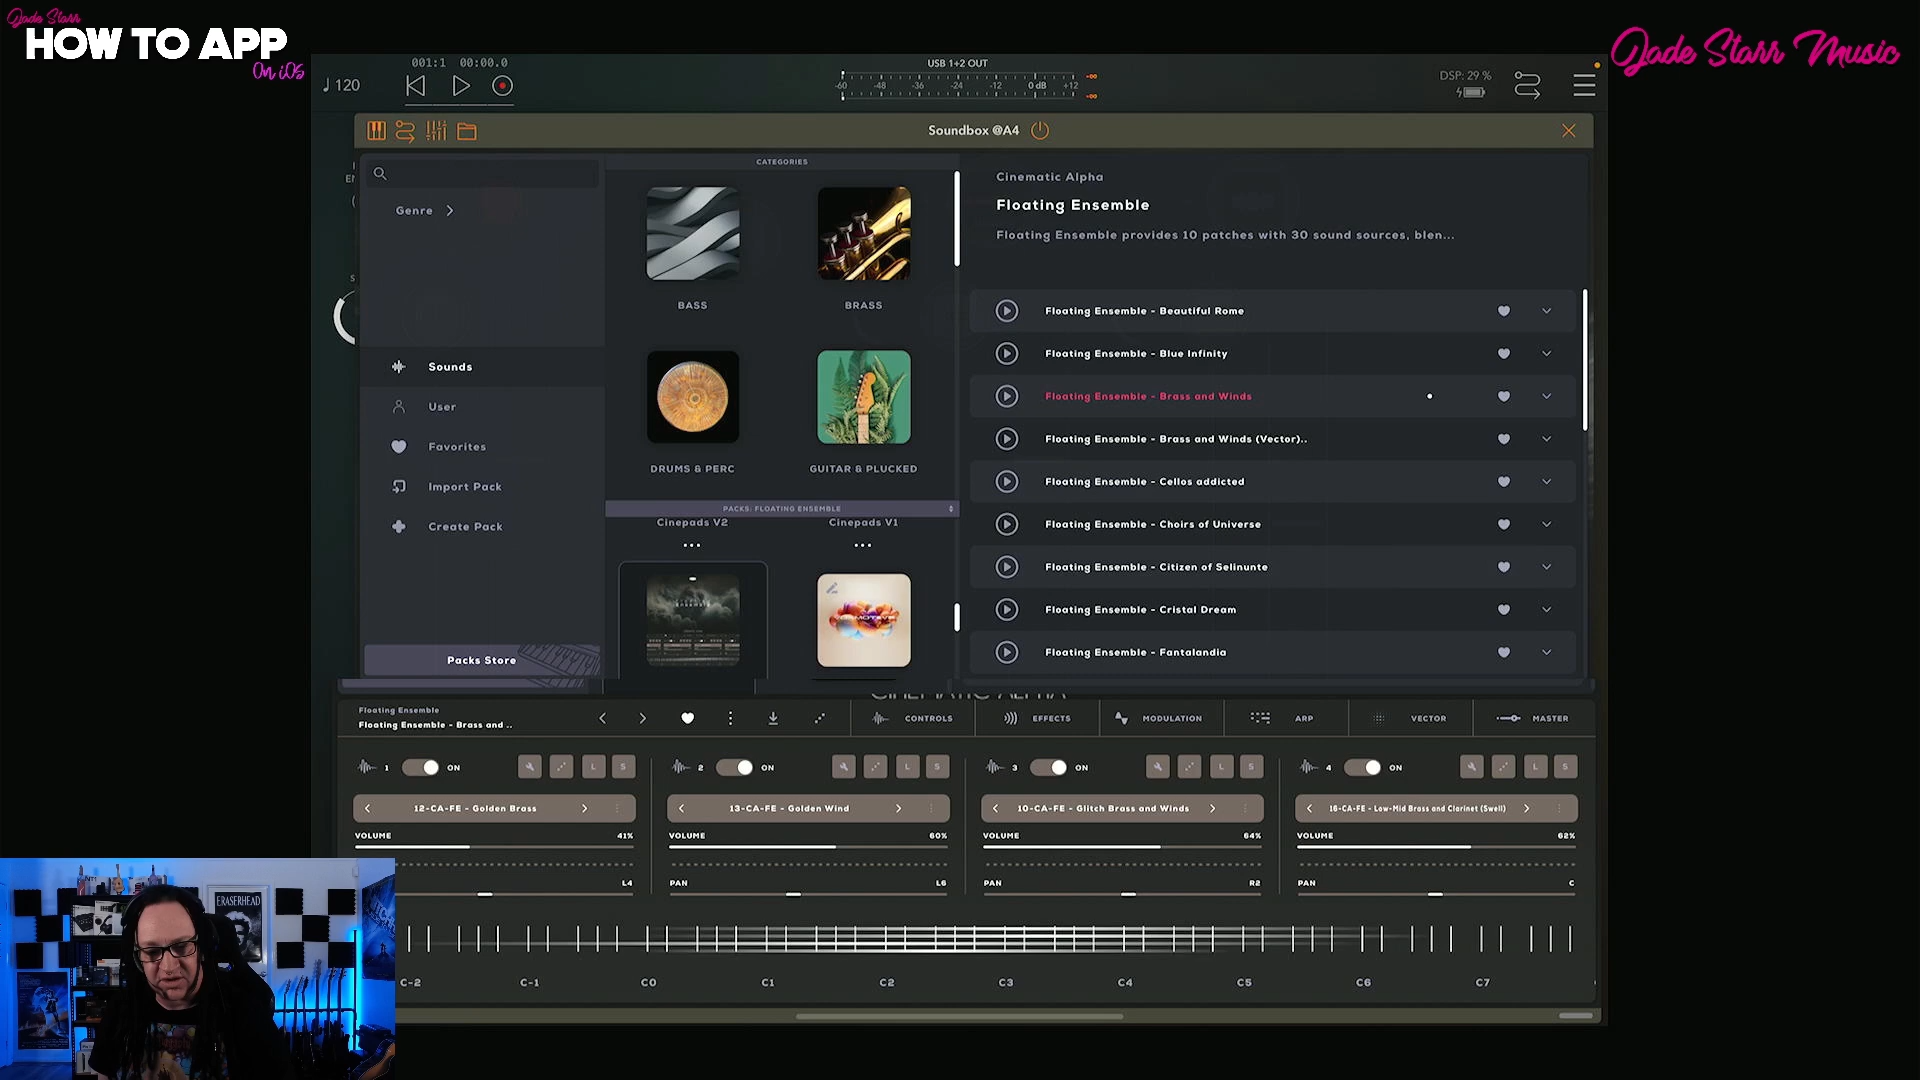 Jade Starr
HOW TO APP
On iOS
Jade Starr Music
001:1 00:00.0
120
USB 1+2 OUT
-60 -48 -36 -24 -12 0 dB +12
DSP: 29 %
Soundbox @A4
Genre
Sounds
User
Favorites
Import Pack
Create Pack
Packs Store
CATEGORIES
BASS
BRASS
DRUMS & PERC
GUITAR & PLUCKED
PACKS: FLOATING ENSEMBLE
Cinepads V2
Cinepads V1
Cinematic Alpha
Floating Ensemble
Floating Ensemble provides 10 patches with 30 sound sources, blen...
Floating Ensemble - Beautiful Rome
Floating Ensemble - Blue Infinity
Floating Ensemble - Brass and Winds
Floating Ensemble - Brass and Winds (Vector)..
Floating Ensemble - Cellos addicted
Floating Ensemble - Choirs of Universe
Floating Ensemble - Citizen of Selinunte
Floating Ensemble - Cristal Dream
Floating Ensemble - Fantalandia
CINEMATIC ALPHA
Floating Ensemble
Floating Ensemble - Brass and ..
CONTROLS
EFFECTS
MODULATION
ARP
VECTOR
MASTER
1 ON L S
2 ON L S
3 ON L S
4 ON L S
12-CA-FE - Golden Brass
13-CA-FE - Golden Wind
10-CA-FE - Glitch Brass and Winds
16-CA-FE - Low-Mid Brass and Clarinet (Swell)
VOLUME 41%
VOLUME 60%
VOLUME 64%
VOLUME 62%
L4
PAN L6
PAN R2
PAN C
C-2 C-1 C0 C1 C2 C3 C4 C5 C6 C7
ERASERHEAD